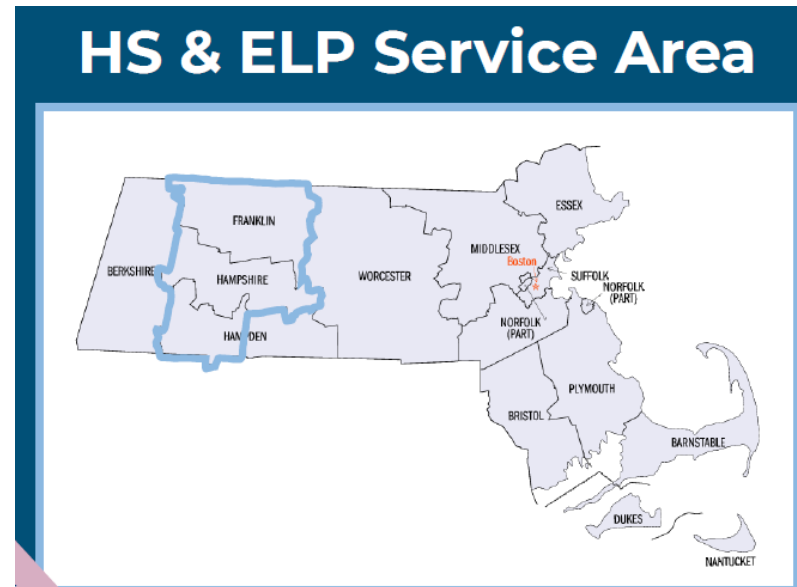 HS & ELP Service Area
ESSEX
FRANKLIN
MIDDLESEX
Boston
*
BERKSHIRE
HAMPSHIRE
WORCESTER
SUFFOLK
NORFOLK
(PART)
NORFOLK
(PART)
HAMPDEN
PLYMOUTH
BRISTOL
BARNSTABLE
DUKES
NANTUCKET